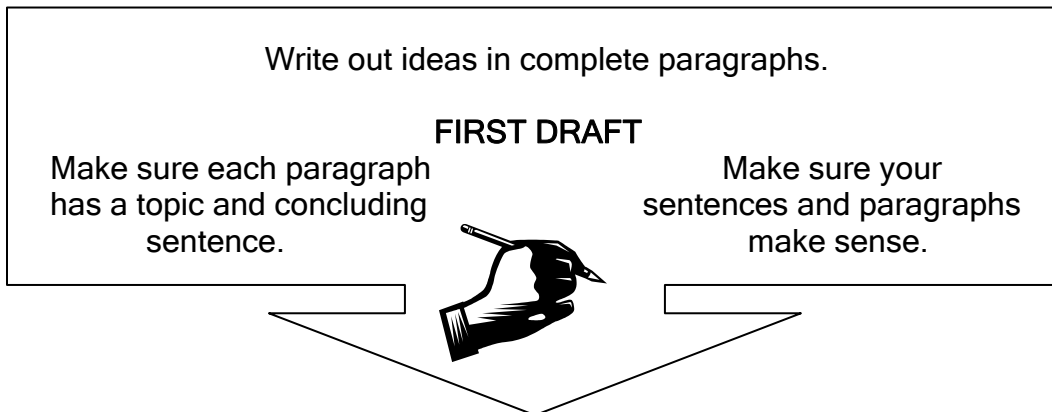 Write out ideas in complete paragraphs.
FIRST DRAFT
Make sure each paragraph
has a topic and concluding
sentence.
Make sure your
sentences and paragraphs
make sense.